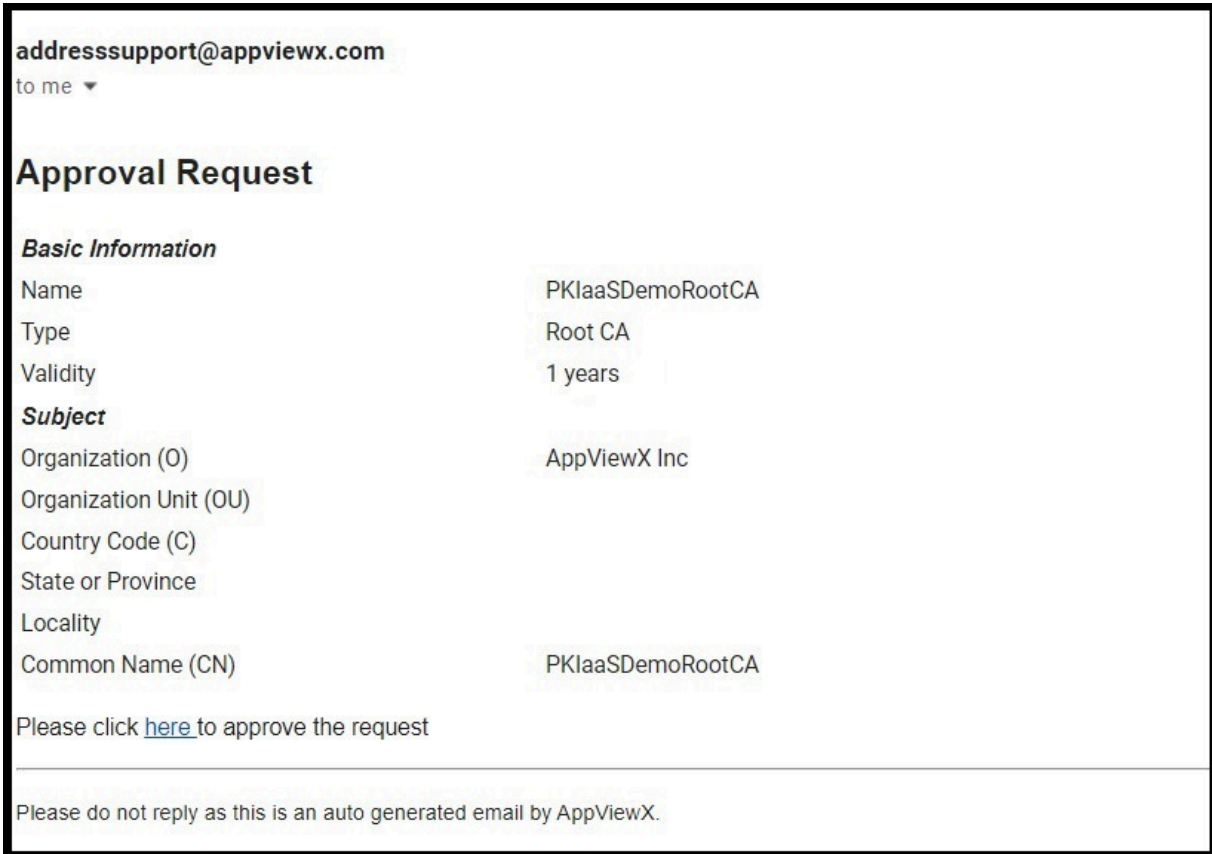 addresssupport@appviewx.com
to me
Approval Request
Basic Information
Name PKIaaSDemoRootCA
Type Root CA
Validity 1 years
Subject
Organization (O) AppViewX Inc
Organization Unit (OU)
Country Code (C)
State or Province
Locality
Common Name (CN) PKIaaSDemoRootCA
Please click here to approve the request
Please do not reply as this is an auto generated email by AppViewX.